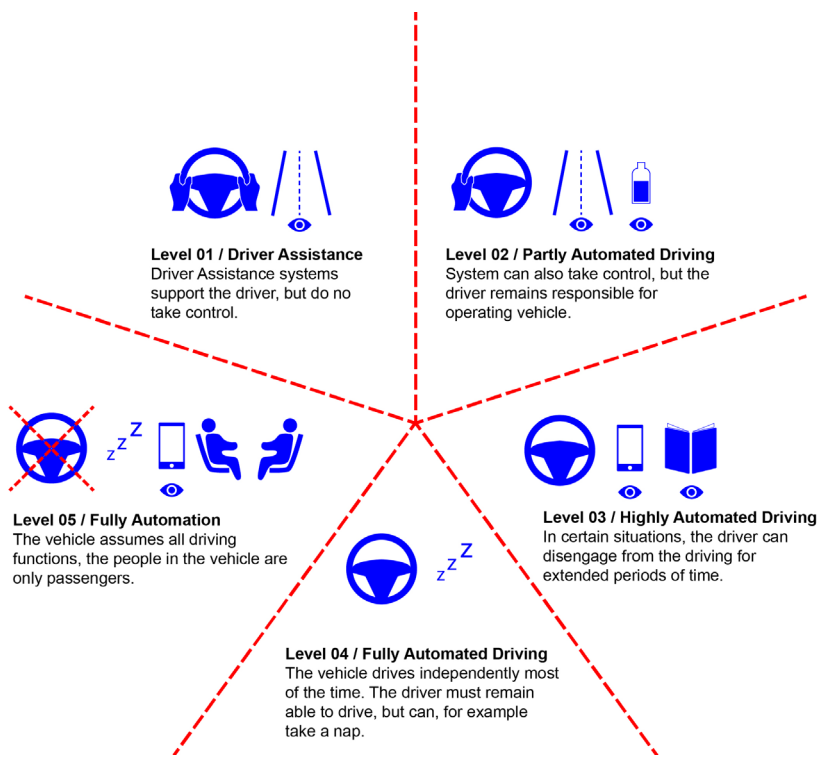 Level 01 / Driver Assistance
Driver Assistance systems
support the driver, but do no
take control.
Level 02 / Partly Automated Driving
System can also take control, but the
driver remains responsible for
operating vehicle.
z z Z
Level 05 / Fully Automation
The vehicle assumes all driving
functions, the people in the vehicle are
only passengers.
Level 03 / Highly Automated Driving
In certain situations, the driver can
disengage from the driving for
extended periods of time.
z z Z
Level 04 / Fully Automated Driving
The vehicle drives independently most
of the time. The driver must remain
able to drive, but can, for example
take a nap.